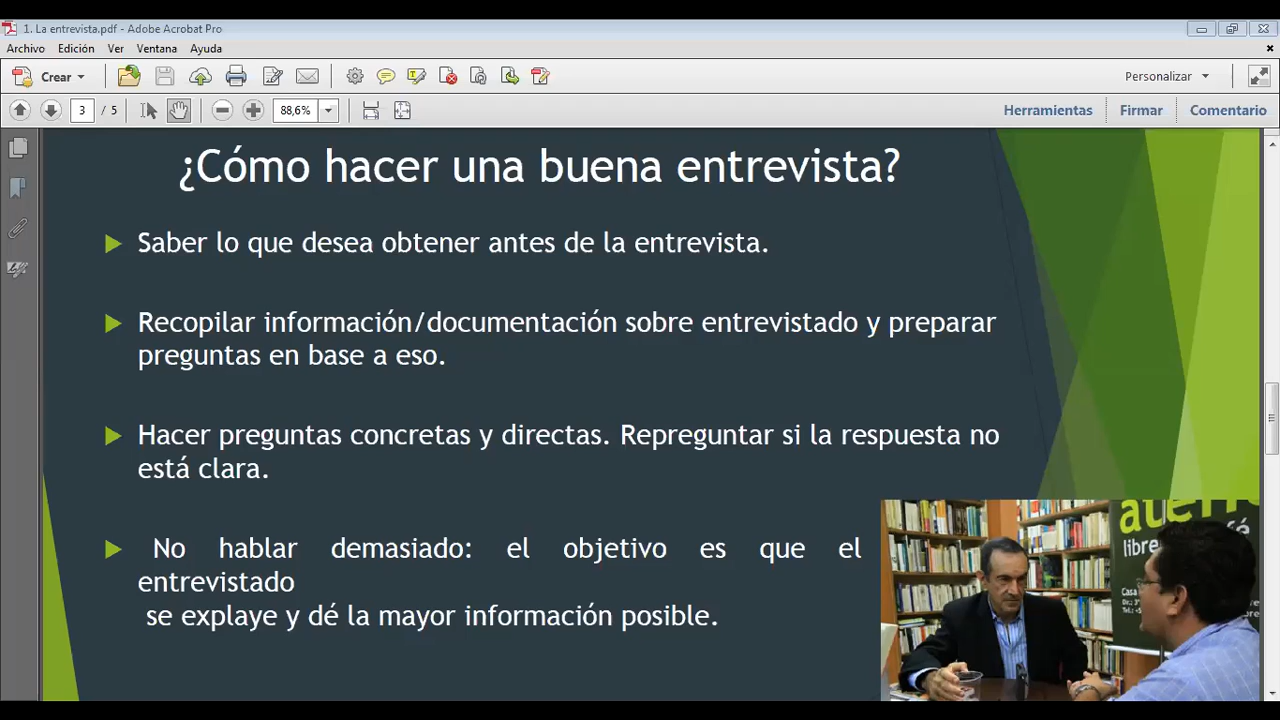 1. La entrevista.pdf - Adobe Acrobat Pro
Archivo Edición Ver Ventana Ayuda
Crear
Personalizar
3 / 5
88,6%
Herramientas Firmar Comentario
¿Cómo hacer una buena entrevista?
Saber lo que desea obtener antes de la entrevista.
Recopilar información/documentación sobre entrevistado y preparar
preguntas en base a eso.
Hacer preguntas concretas y directas. Repreguntar si la respuesta no
está clara.
No hablar demasiado: el objetivo es que el
entrevistado
se explaye y dé la mayor información posible.